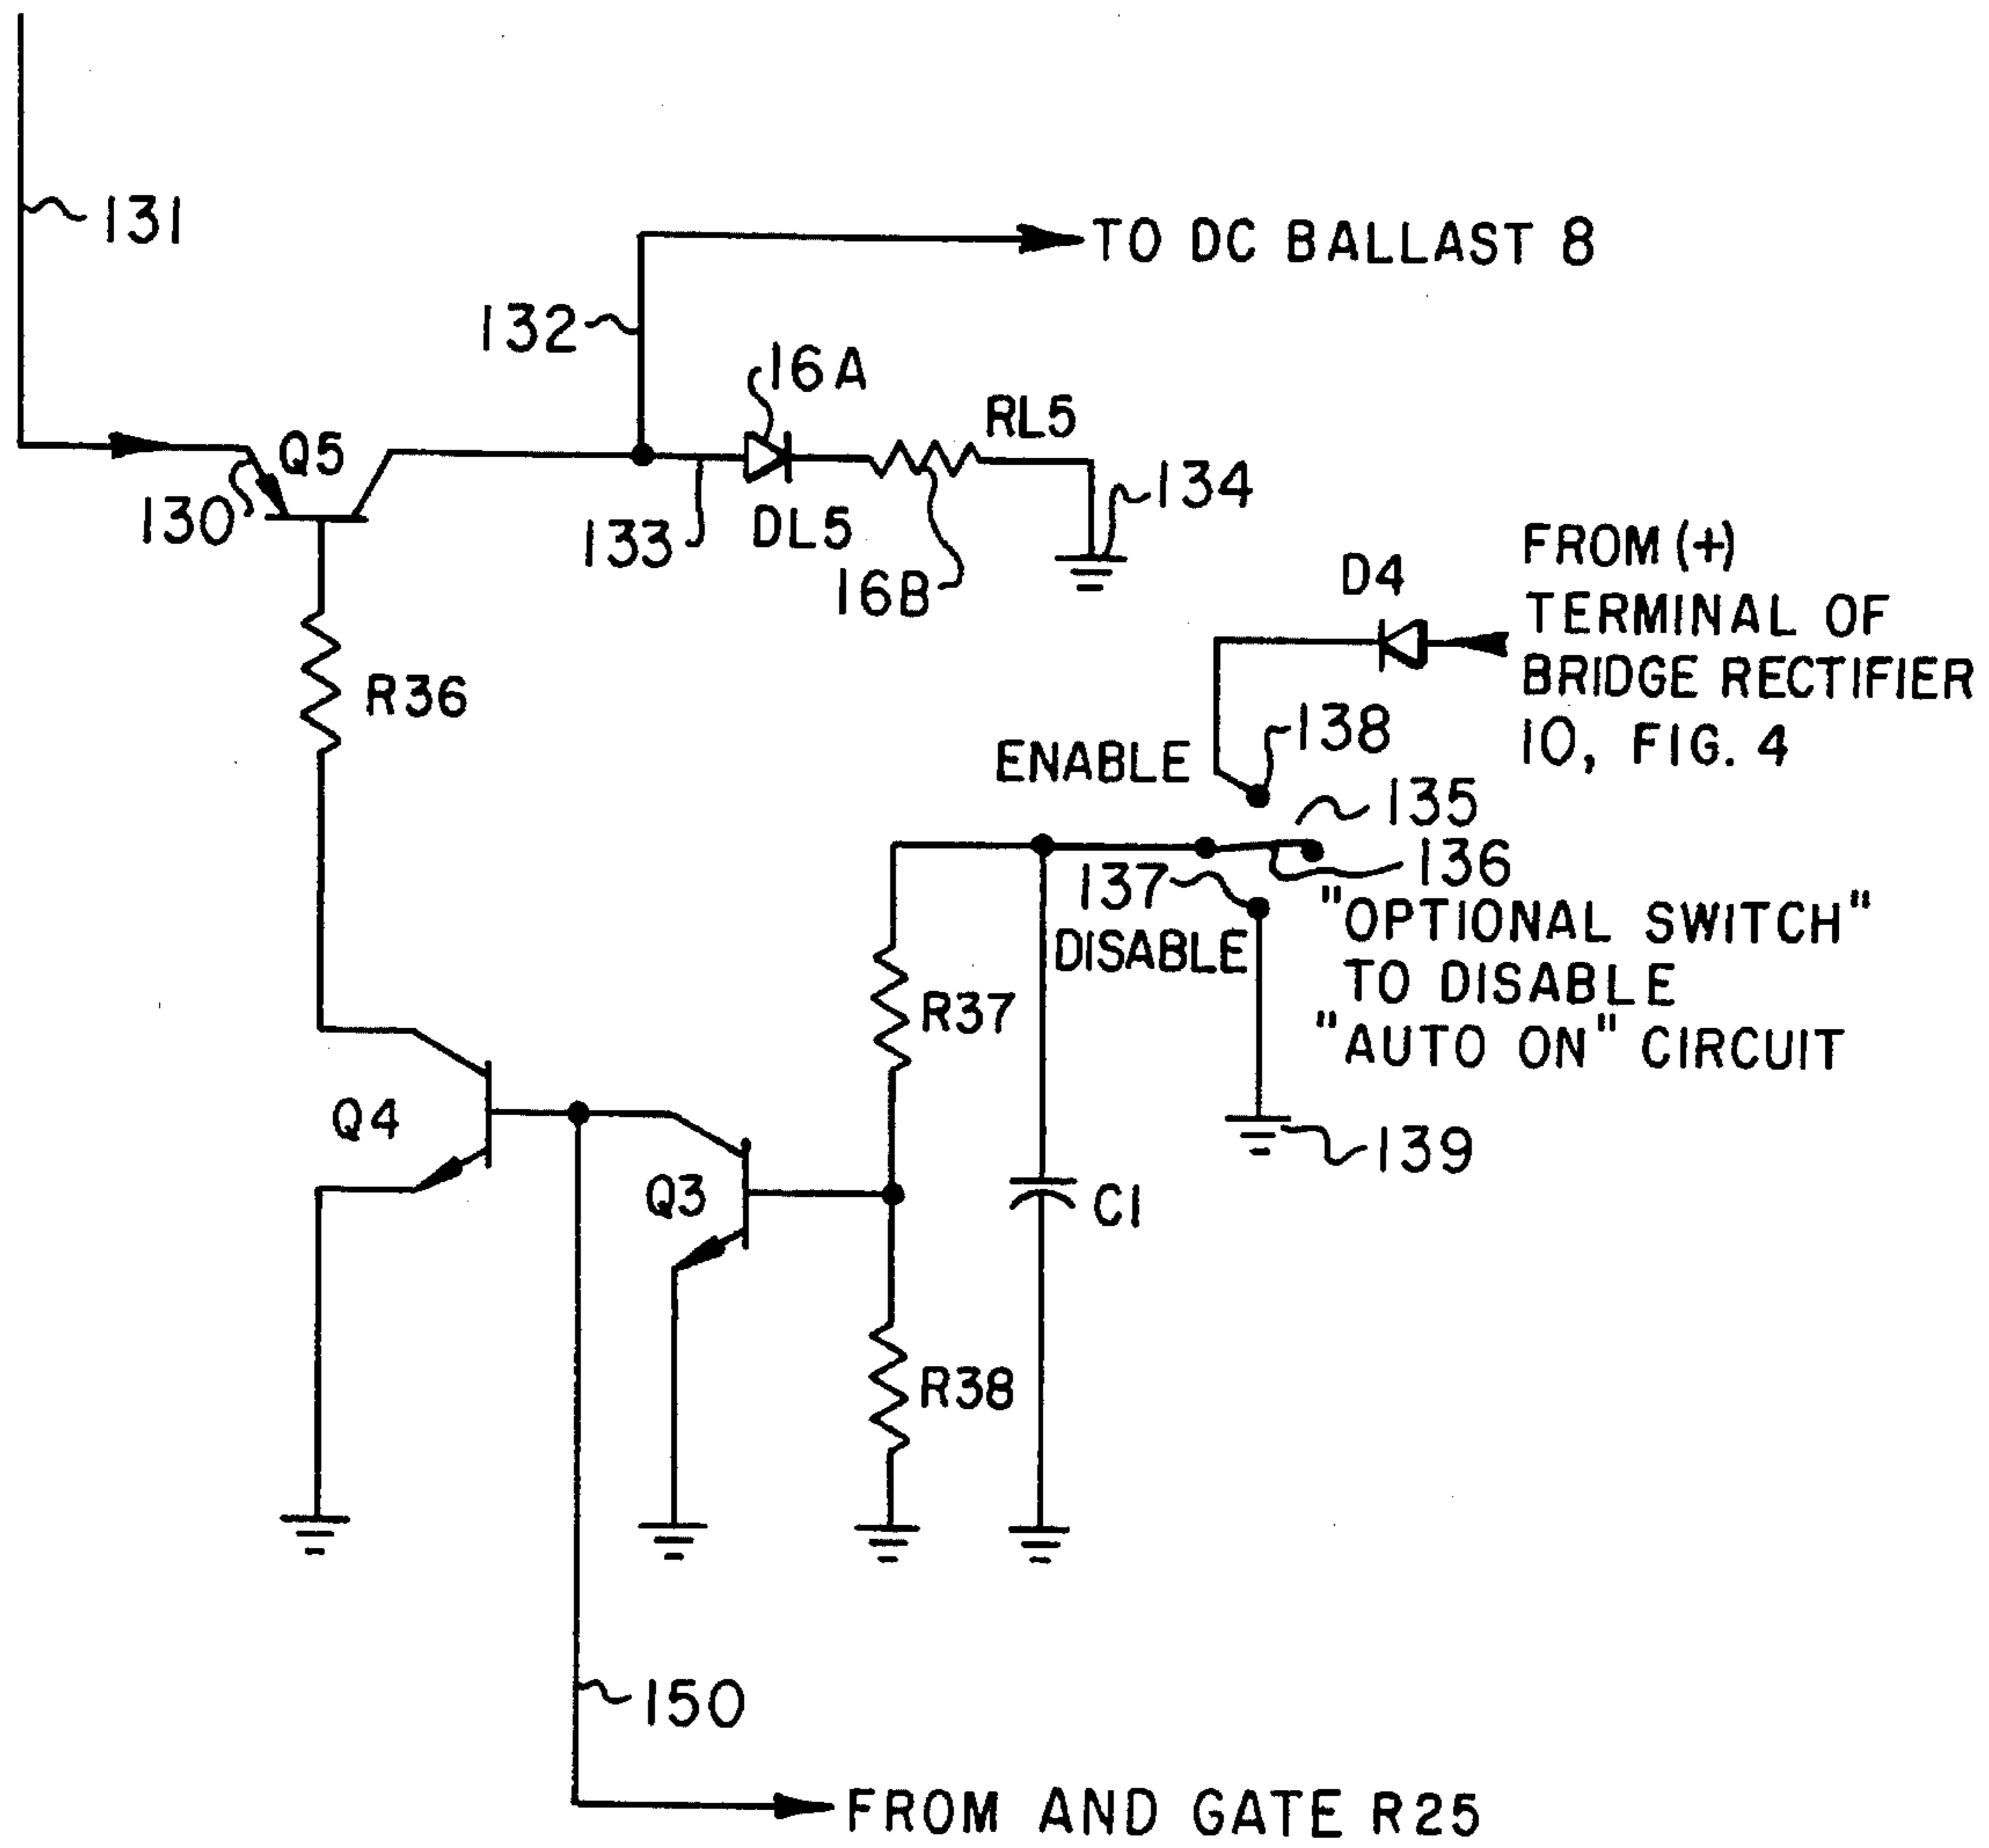 131
TO DC BALLAST 8
132
16A
RL5
Q5
130
133
DL5
134
16B
D4
FROM (+)
TERMINAL OF
BRIDGE RECTIFIER
10, FIG. 4
R36
ENABLE
138
135
136
137
DISABLE
"OPTIONAL SWITCH"
TO DISABLE
"AUTO ON" CIRCUIT
R37
Q4
139
Q3
C1
R38
150
FROM AND GATE R25